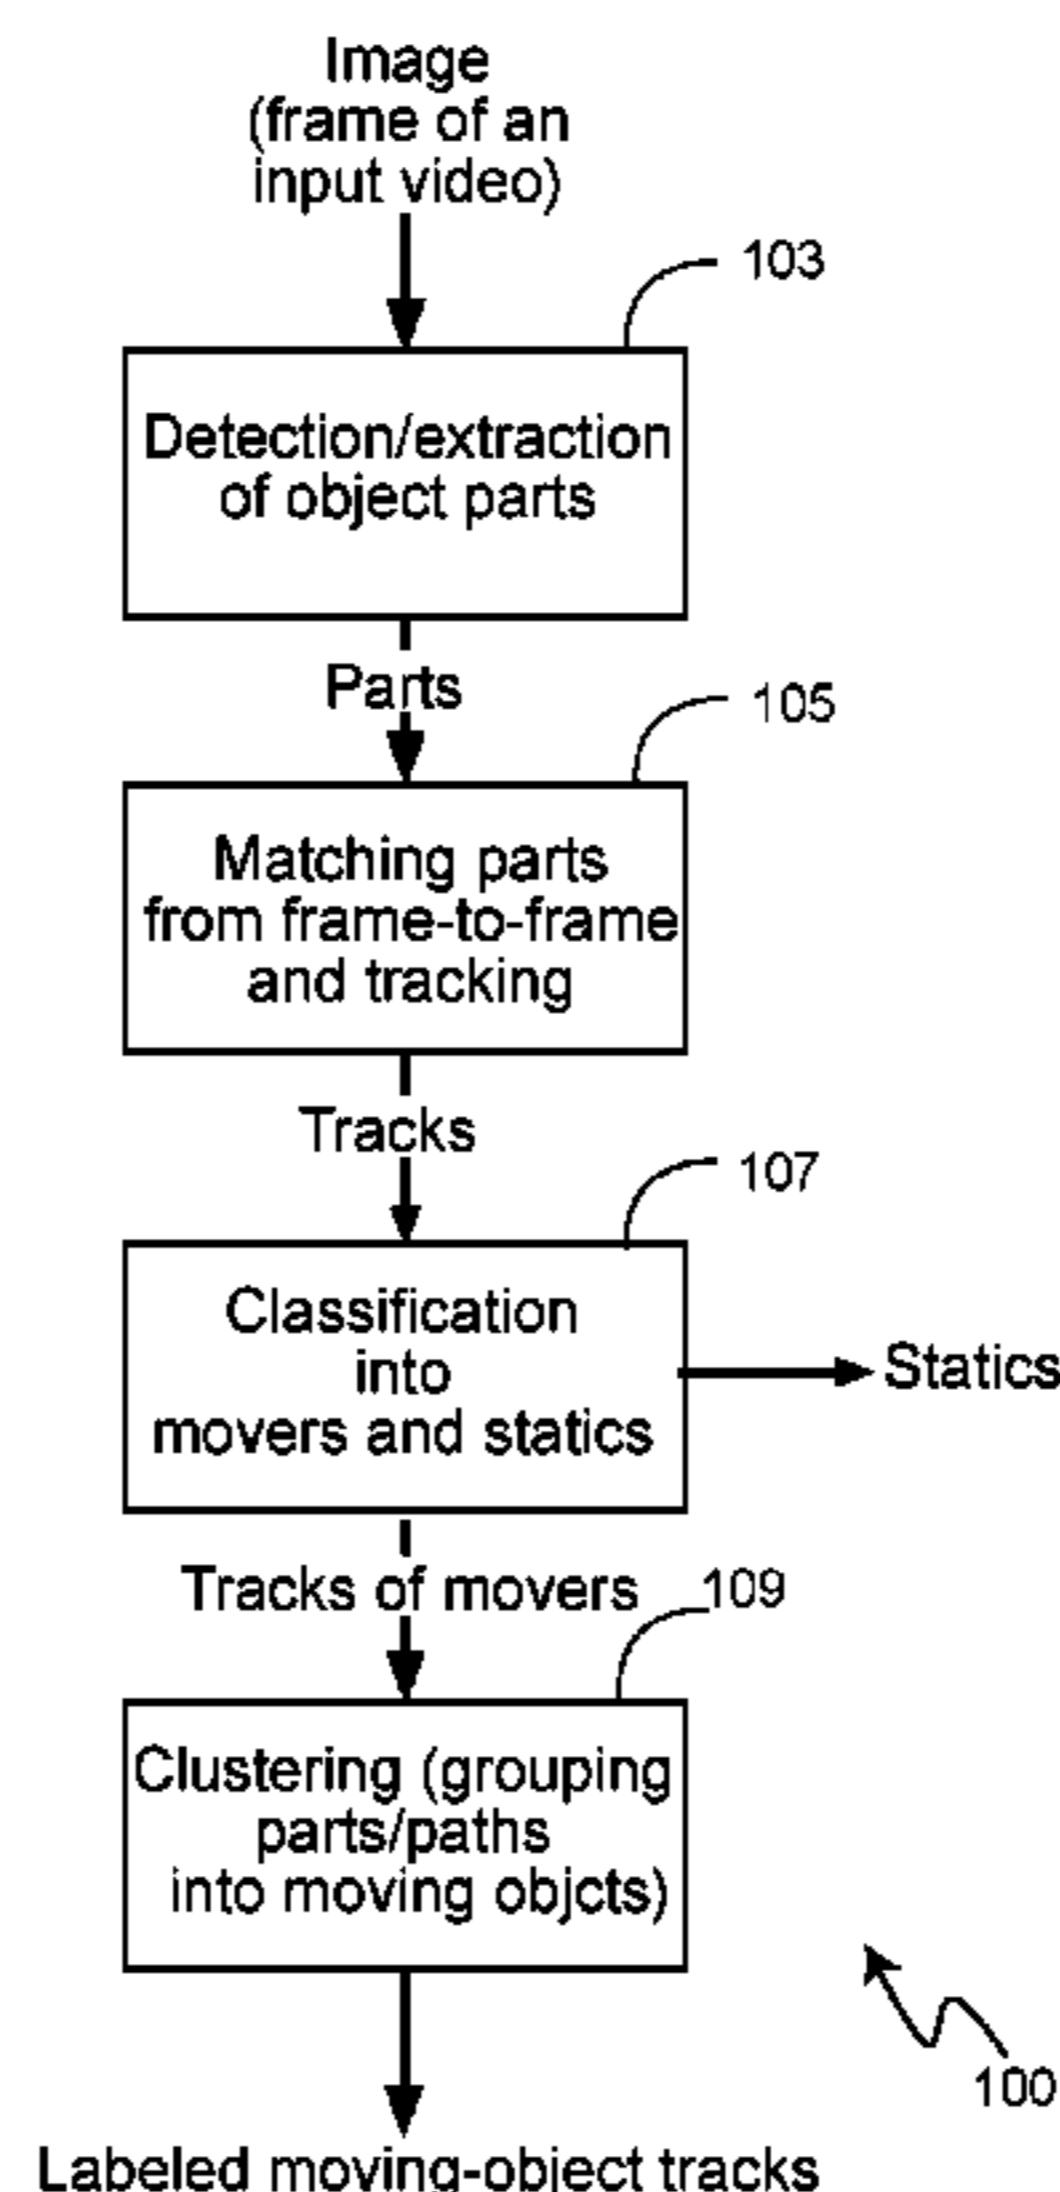 Image
(frame of an
input video)
103
Detection/extraction
of object parts
Parts
105
Matching parts
from frame-to-frame
and tracking
Tracks
107
Classification
into
movers and statics
Statics
Tracks of movers
109
Clustering (grouping
parts/paths
into moving objcts)
100
Labeled moving-object tracks